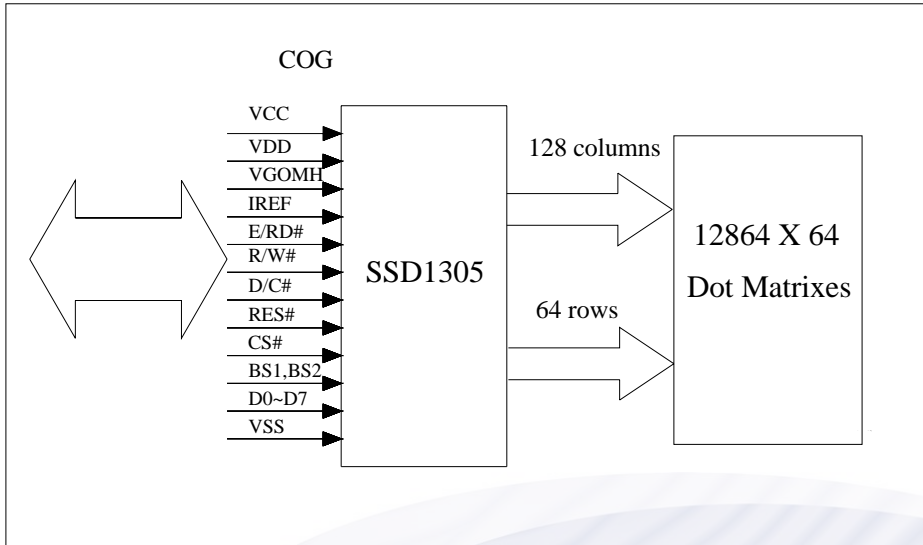 COG
VCC
VDD
VGOMH
IREF
E/RD#
R/W#
D/C#
RES#
CS#
BS1,BS2
D0~D7
VSS
SSD1305
128 columns
64 rows
12864 X 64
Dot Matrixes